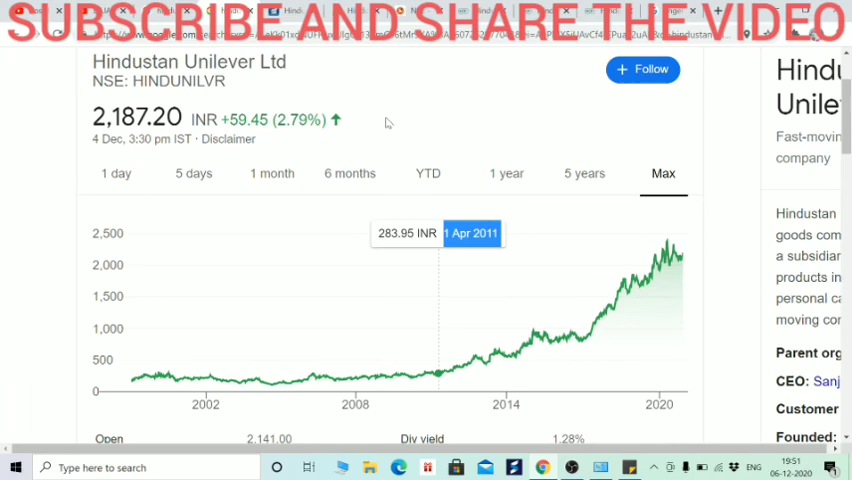 SUBSCRIBE AND SHARE THE VIDEO
Hindustan Unilever Ltd
NSE: HINDUNILVR
+ Follow
2,187.20 INR +59.45 (2.79%) ↑
4 Dec, 3:30 pm IST · Disclaimer
1 day 5 days 1 month 6 months YTD 1 year 5 years Max
283.95 INR 1 Apr 2011
2,500
2,000
1,500
1,000
500
0
2002 2008 2014 2020
Open 2,141.00 Div yield 1.28%
Hindu
Unile
Fast-movin
company
Hindustan
goods com
a subsidiar
products in
personal ca
moving con
Parent org
CEO: Sanj
Customer
Founded:
Type here to search
ENG
19:51
06-12-2020